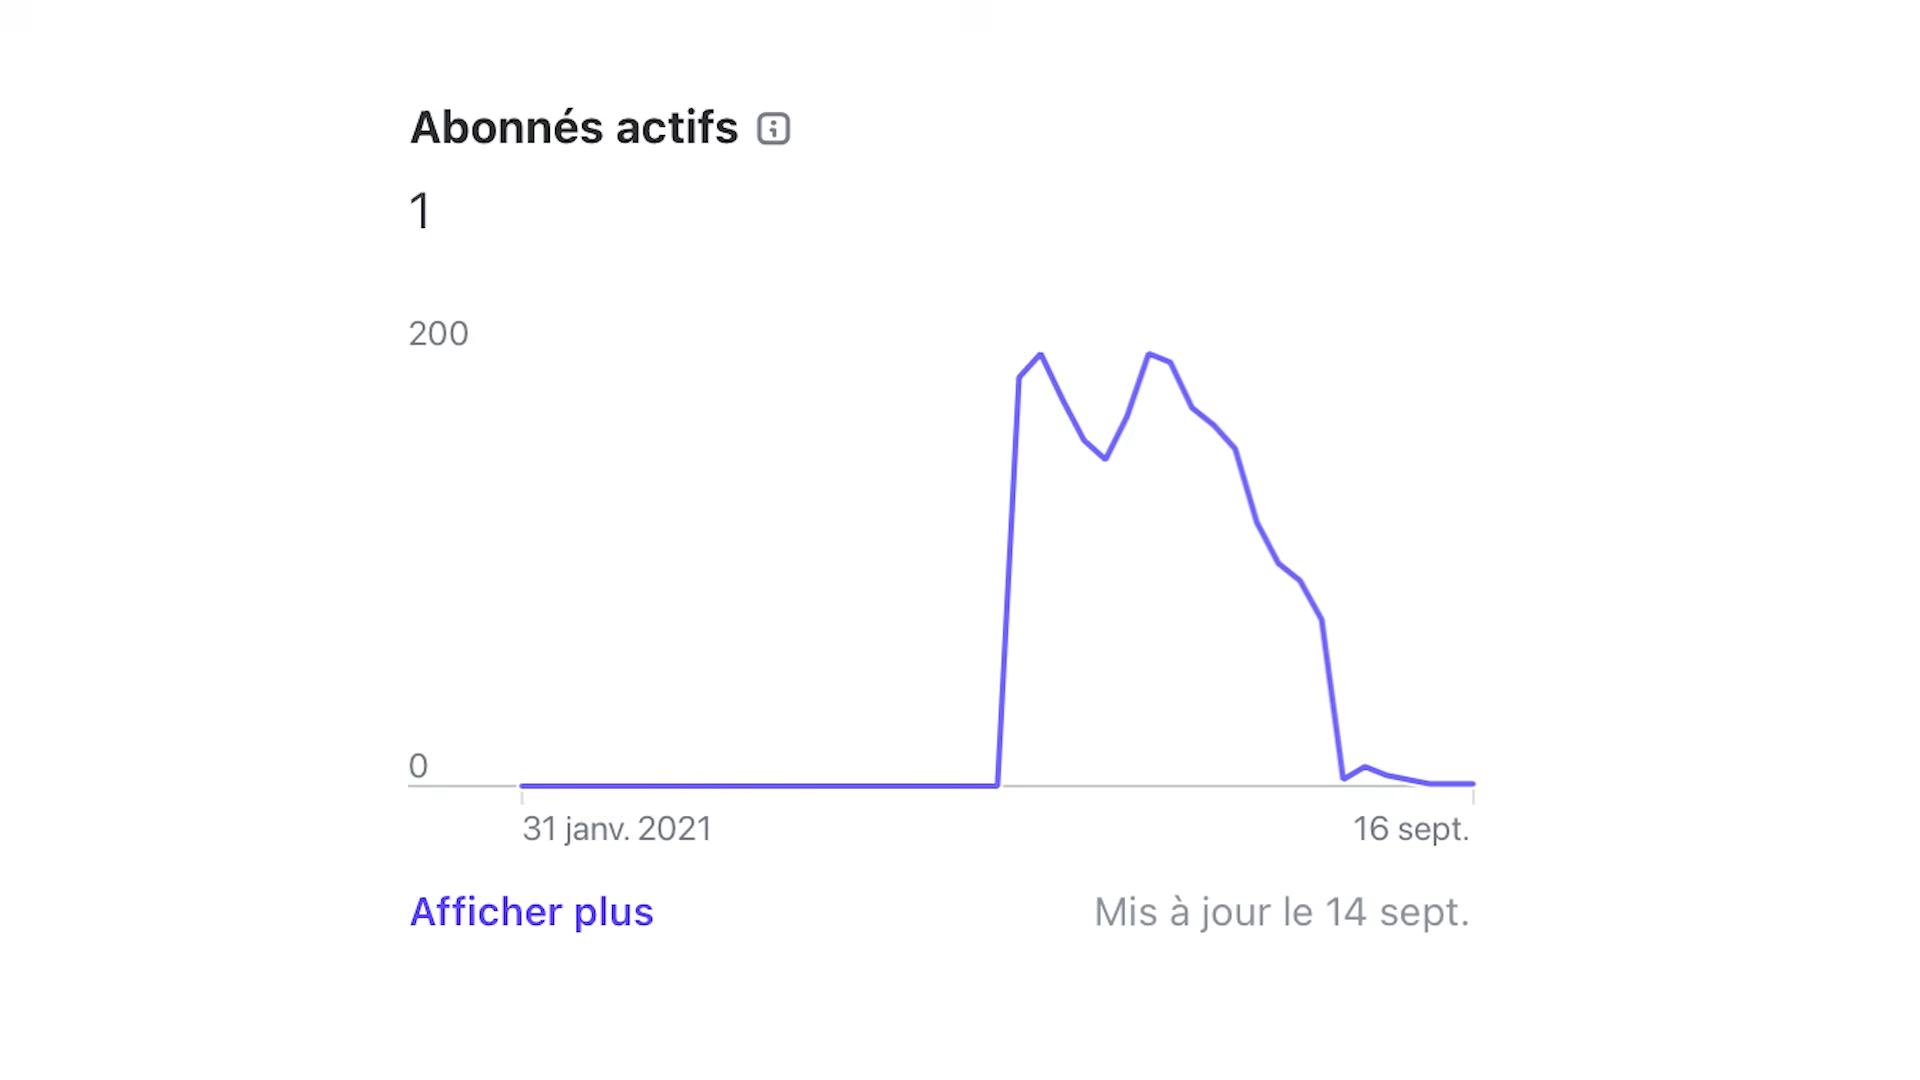 Abonnés actifs
1
200
0
31 janv. 2021
16 sept.
Afficher plus
Mis à jour le 14 sept.